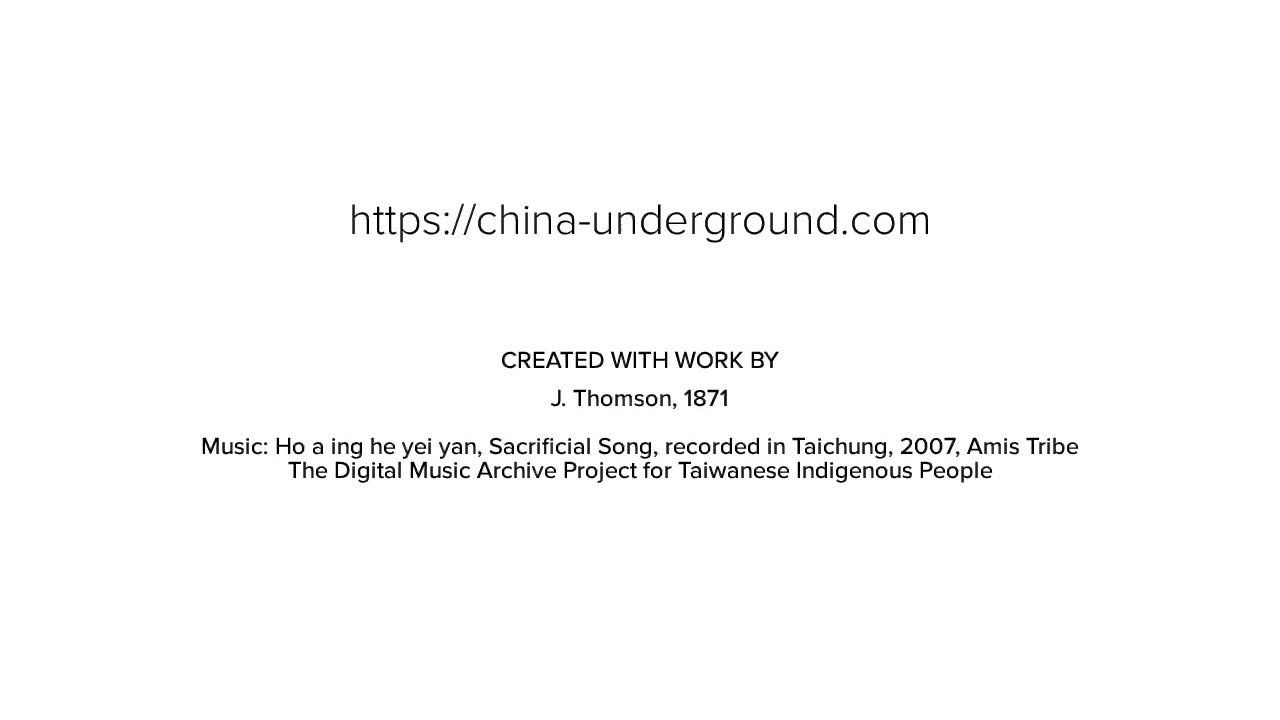 https://china-underground.com
CREATED WITH WORK BY
J. Thomson, 1871
Music: Ho a ing he yei yan, Sacrificial Song, recorded in Taichung, 2007, Amis Tribe
The Digital Music Archive Project for Taiwanese Indigenous People